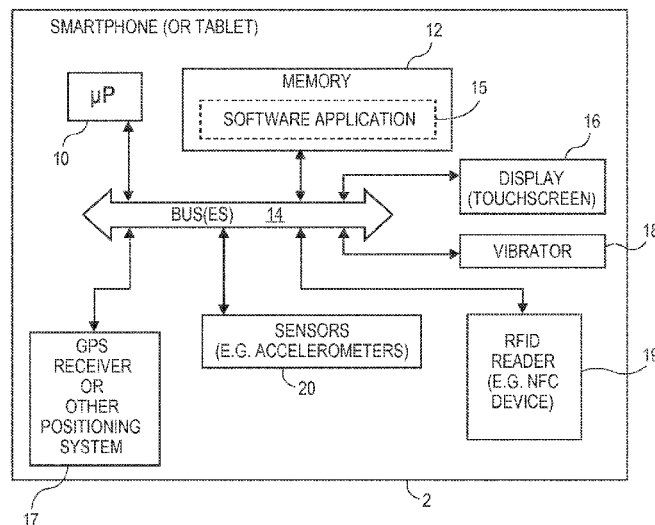 SMARTPHONE (OR TABLET)
12
µP
10
MEMORY
15
SOFTWARE APPLICATION
16
DISPLAY
(TOUCHSCREEN)
BUS(ES) 14
VIBRATOR
18
GPS
RECEIVER
OR
OTHER
POSITIONING
SYSTEM
17
SENSORS
(E.G. ACCELEROMETERS)
20
RFID
READER
(E.G. NFC
DEVICE)
19
2